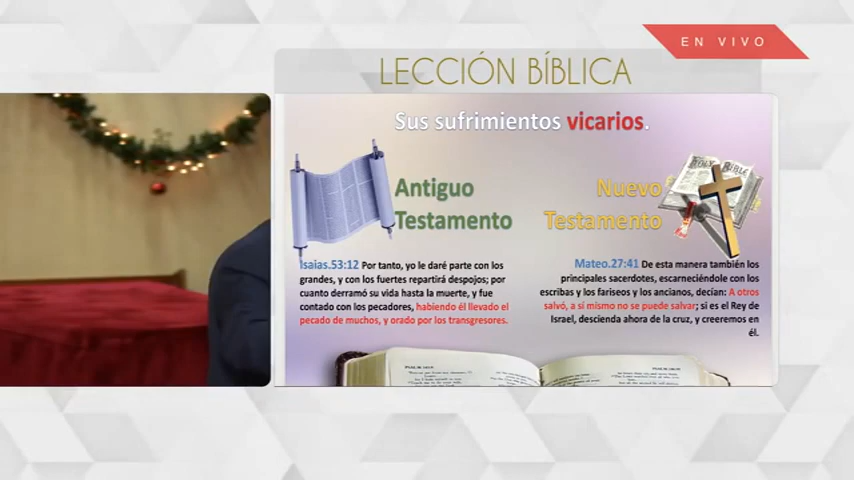 EN VIVO
LECCIÓN BÍBLICA
Sus sufrimientos vicarios.
Antiguo
Testamento
Nuevo
Testamento
HOLY BIBLE
Isaias.53:12 Por tanto, yo le daré parte con los
grandes, y con los fuertes repartirá despojos; por
cuanto derramó su vida hasta la muerte, y fue
contado con los pecadores, habiendo él llevado el
pecado de muchos, y orado por los transgresores.
Mateo.27:41 De esta manera también los
principales sacerdotes, escarneciéndole con los
escribas y los fariseos y los ancianos, decían: A otros
salvó, a sí mismo no se puede salvar; si es el Rey de
Israel, descienda ahora de la cruz, y creeremos en
él.